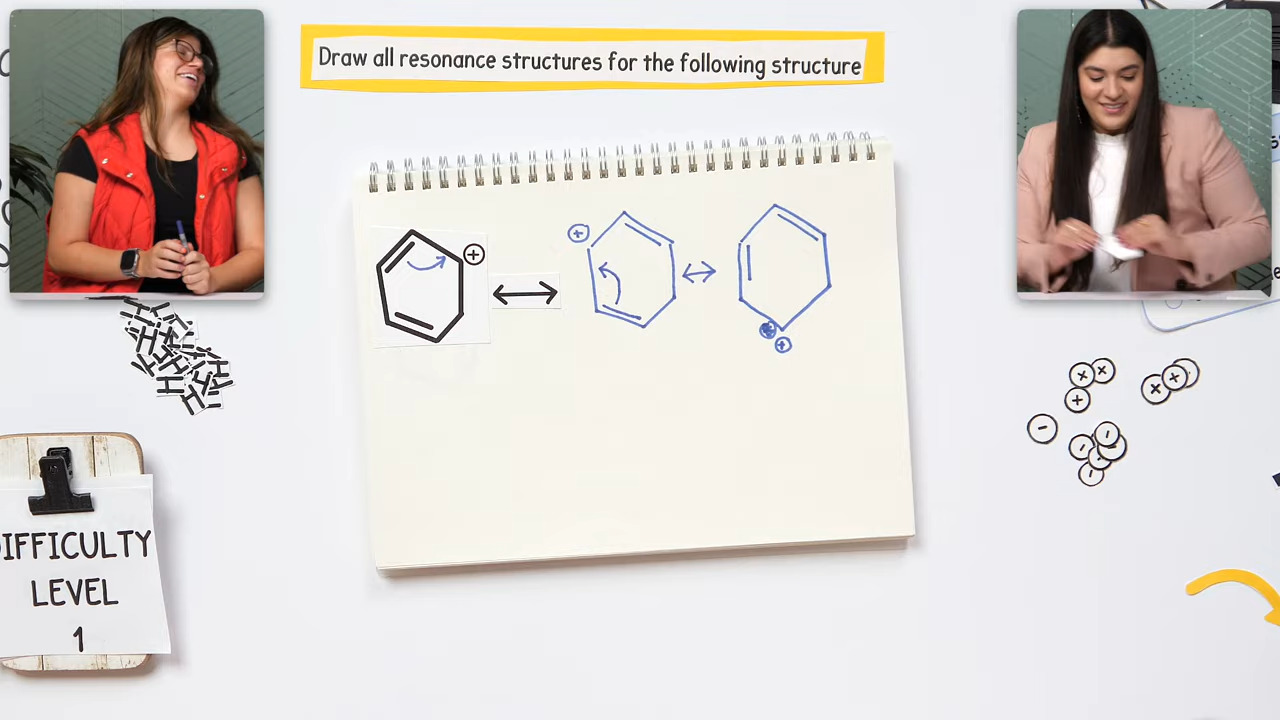 Draw all resonance structures for the following structure
+
+
+
DIFFICULTY
LEVEL
1